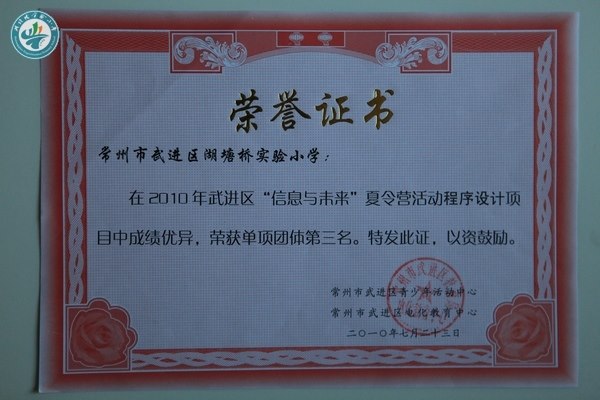 荣誉证书
常州市武进区湖塘桥实验小学：
在2010年武进区“信息与未来”夏令营活动程序设计项
目中成绩优异，荣获单项团体第三名。特发此证，以资鼓励。
常州市武进区青少年活动中心
常州市武进区电化教育中心
二〇一〇年七月二十三日